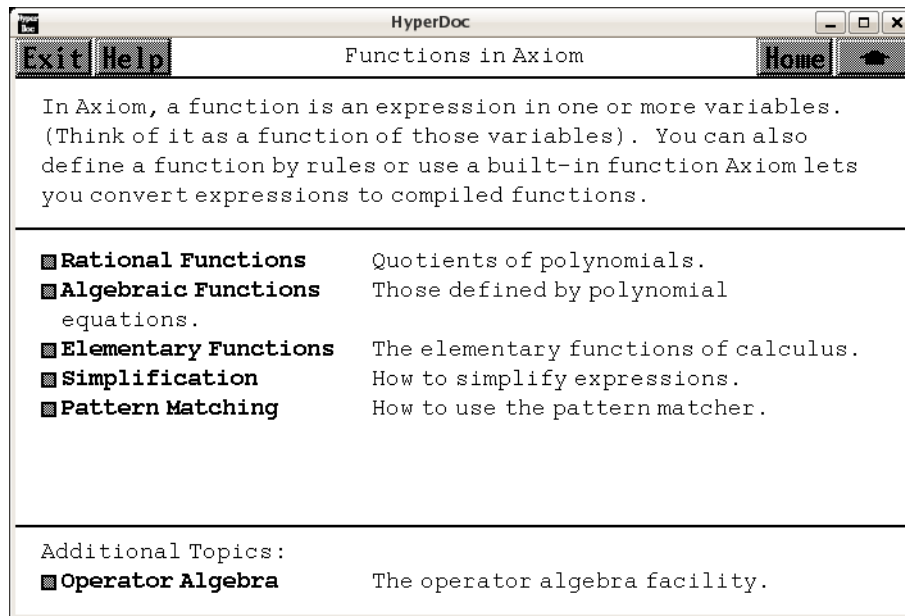 Hyper Doc HyperDoc
Exit Help Functions in Axiom Home
In Axiom, a function is an expression in one or more variables.
(Think of it as a function of those variables). You can also
define a function by rules or use a built-in function Axiom lets
you convert expressions to compiled functions.
Rational Functions Quotients of polynomials.
Algebraic Functions Those defined by polynomial
equations.
Elementary Functions The elementary functions of calculus.
Simplification How to simplify expressions.
Pattern Matching How to use the pattern matcher.
Additional Topics:
Operator Algebra The operator algebra facility.